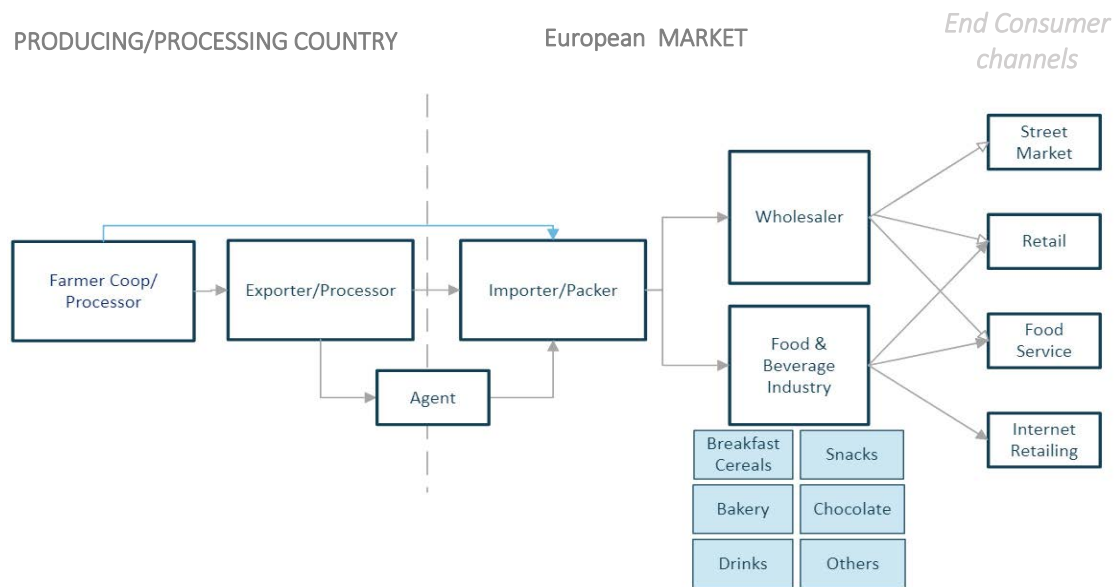 PRODUCING/PROCESSING COUNTRY
European MARKET
End Consumer
channels
Farmer Coop/
Processor
Exporter/Processor
Agent
Importer/Packer
Wholesaler
Food &
Beverage
Industry
Breakfast
Cereals
Snacks
Bakery
Chocolate
Drinks
Others
Street
Market
Retail
Food
Service
Internet
Retailing